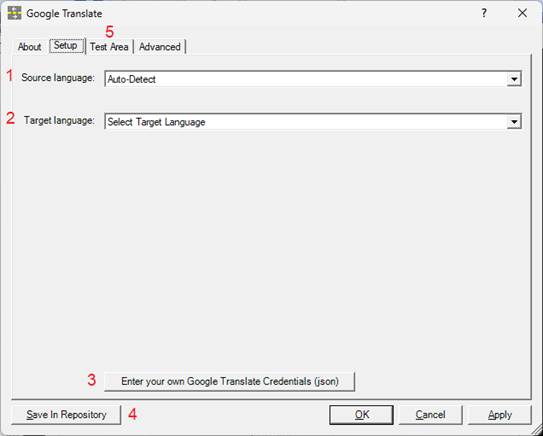 Google Translate
?
5
About Setup Test Area Advanced
1 Source language: Auto-Detect
2 Target language: Select Target Language
3 Enter your own Google Translate Credentials (json)
Save In Repository 4 OK Cancel Apply